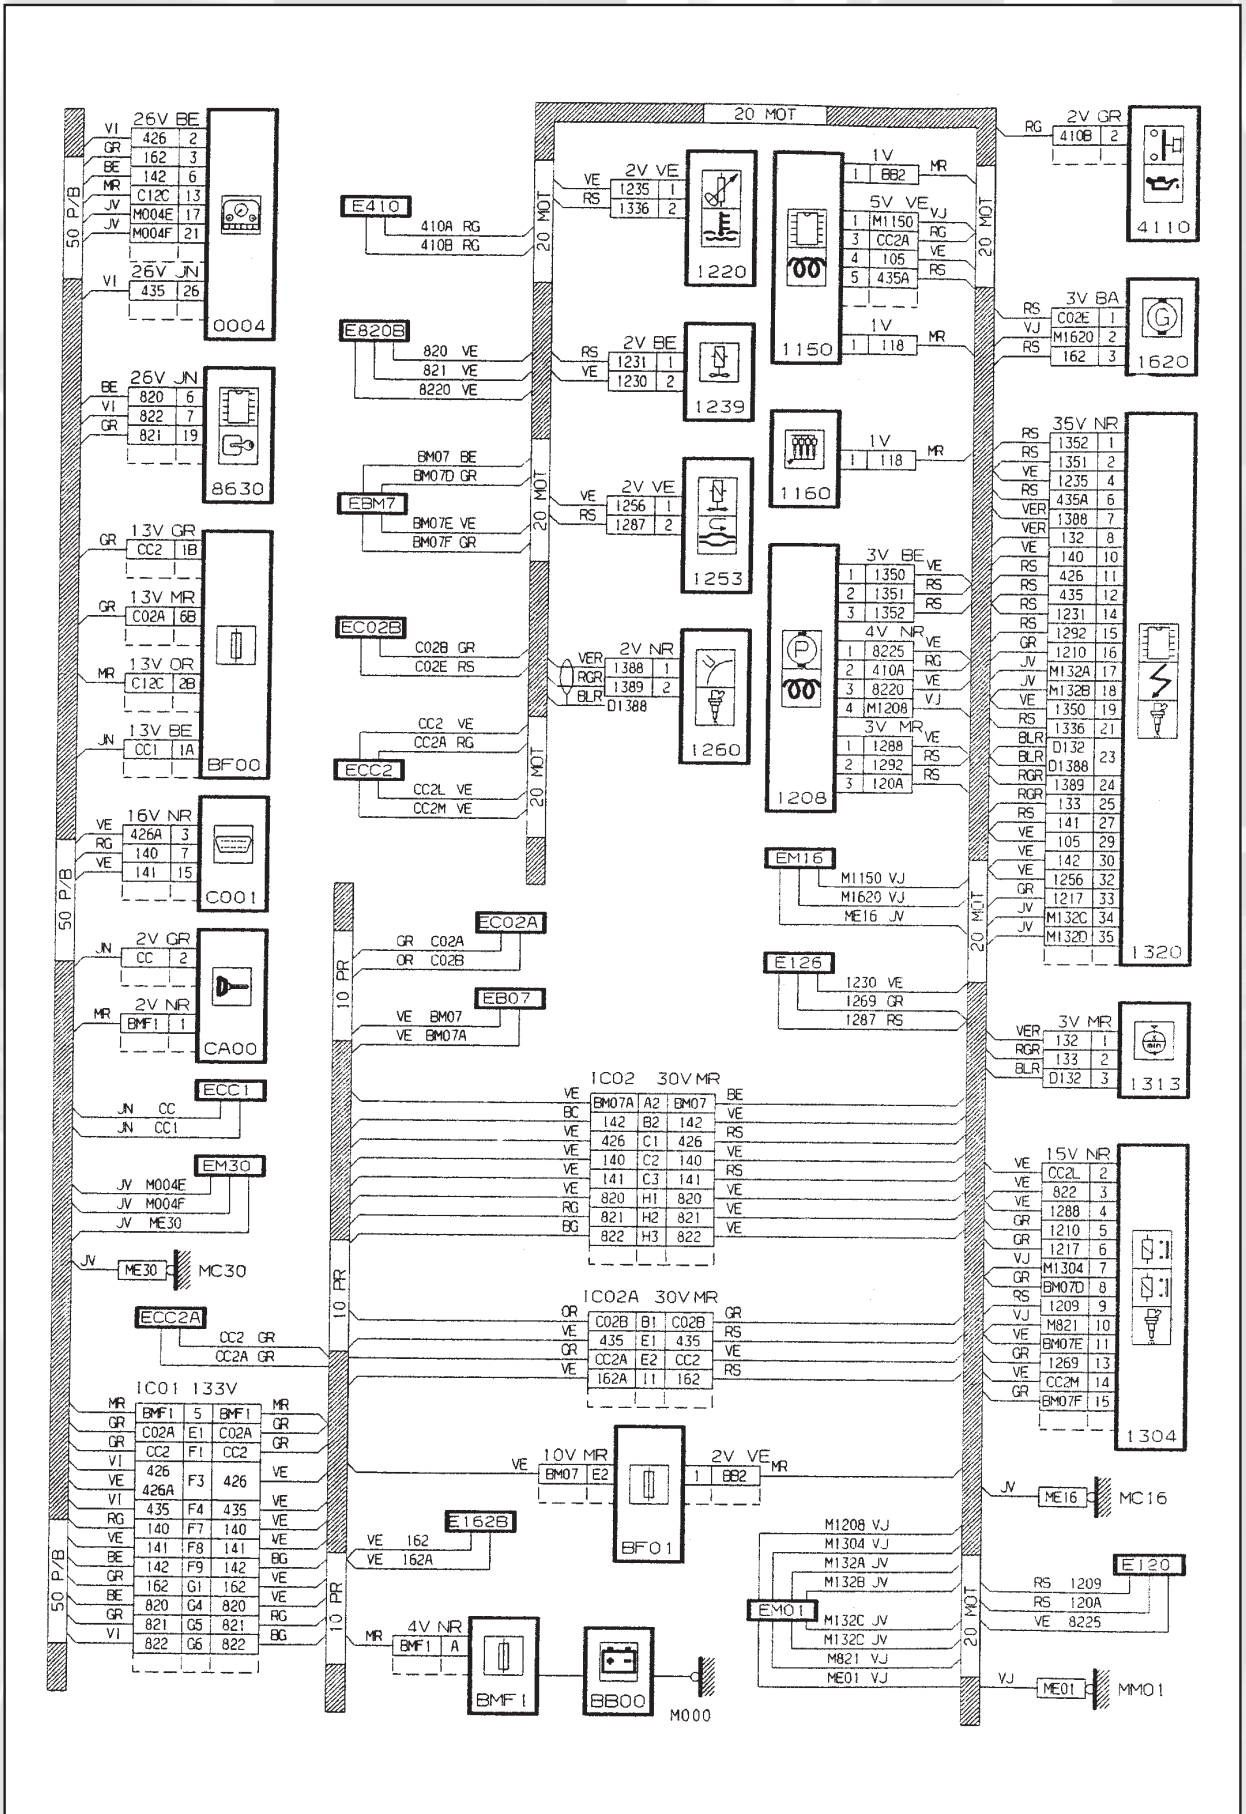 50 P/B
26V BE
VI 426 2
GR 162 3
BE 142 6
MR C12C 13
JV M004E 17
JV M004F 21
26V JN
VI 435 26
0004
26V JN
BE 820 6
VI 822 7
GR 821 19
8630
13V GR
GR CC2 1B
13V MR
GR C02A 6B
13V OR
MR C12C 2B
13V BE
JN CC1 1A
BF00
16V NR
VE 426A 3
RG 140 7
VE 141 15
C001
50 P/B
2V GR
JN CC 2
2V NR
MR BMF1 1
CA00
ECC1
JN CC
JN CC1
EM30
JV M004E
JV M004F
JV ME30
JV ME30 MC30
ECC2A
CC2 GR
CC2A GR
IC01 133V
MR BMF1 5 BMF1 MR
GR C02A E1 C02A GR
GR CC2 F1 CC2 GR
VI 426 F3 426 VE
VE 426A
VI 435 F4 435 VE
RG 140 F7 140 VE
VE 141 F8 141 VE
BE 142 F9 142 BG
GR 162 G1 162 VE
BE 820 G4 820 VE
GR 821 G5 821 RG
VI 822 G6 822 BG
50 P/B
20 MOT
E410
410A RG
410B RG
20 MOT
E820B
820 VE
821 VE
8220 VE
EBM7
BM07 BE
BM07D GR
BM07E VE
BM07F GR
20 MOT
EC02B
C02B GR
C02E RS
ECC2
CC2 VE
CC2A RG
CC2L VE
CC2M VE
20 MOT
2V VE
VE 1235 1
RS 1336 2
1220
2V BE
RS 1231 1
VE 1230 2
1239
2V VE
VE 1256 1
RS 1287 2
1253
2V NR
VER 1388 1
RGR 1389 2
BLR D1388
1260
1V
1 BB2 MR
5V VE
1 M1150 VJ
3 CC2A RG
4 105 VE
5 435A RS
1V
1 118 MR
1150
1V
1 118 MR
1160
3V BE
1 1350 VE
2 1351 RS
3 1352 RS
4V NR
1 8225 VE
2 410A RG
3 8220 VE
4 M1208 VJ
3V MR
1 1288 VE
2 1292 RS
3 120A RS
1208
20 MOT
EM16
M1150 VJ
M1620 VJ
ME16 JV
E126
1230 VE
1269 GR
1287 RS
20 MOT
2V GR
RG 410B 2
4110
3V BA
RS C02E 1
VJ M1620 2
RS 162 3
1620
G
P
35V NR
RS 1352 1
RS 1351 2
VE 1235 4
RS 435A 6
VER 1388 7
VER 132 8
VE 140 10
RS 426 11
RS 435 12
RS 1231 14
RS 1292 15
GR 1210 16
JV M132A 17
JV M132B 18
VE 1350 19
RS 1336 21
BLR D132 23
BLR D1388
RGR 1389 24
RGR 133 25
RS 141 27
VE 105 29
VE 142 30
VE 1256 32
GR 1217 33
JV M132C 34
JV M132D 35
1320
3V MR
VER 132 1
RGR 133 2
BLR D132 3
min
1313
15V NR
VE CC2L 2
VE 822 3
VE 1288 4
GR 1210 5
GR 1217 6
VJ M1304 7
GR BM07D 8
RS 1209 9
VJ M821 10
VE BM07E 11
GR 1269 13
VE CC2M 14
GR BM07F 15
1304
JV ME16 MC16
E120
RS 1209
RS 120A
VE 8225
VJ ME01 MM01
10 PR
EC02A
GR C02A
OR C02B
EB07
VE BM07
VE BM07A
IC02 30V MR
VE BM07A A2 BM07 BE
BC 142 B2 142 VE
VE 426 C1 426 RS
VE 140 C2 140 VE
VE 141 C3 141 RS
VE 820 H1 820 VE
RG 821 H2 821 VE
BG 822 H3 822 VE
10 PR
IC02A 30V MR
OR C02B B1 C02B GR
VE 435 E1 435 RS
GR CC2A E2 CC2 VE
VE 162A I1 162 RS
10V MR
VE BM07 E2
2V VE
1 BB2 MR
BF01
E162B
VE 162
VE 162A
10 PR
4V NR
MR BMF1 A
BMF1
BB00
M000
M1208 VJ
M1304 VJ
M132A JV
M132B JV
EM01
M132C JV
M132C JV
M821 VJ
ME01 VJ
20 MOT